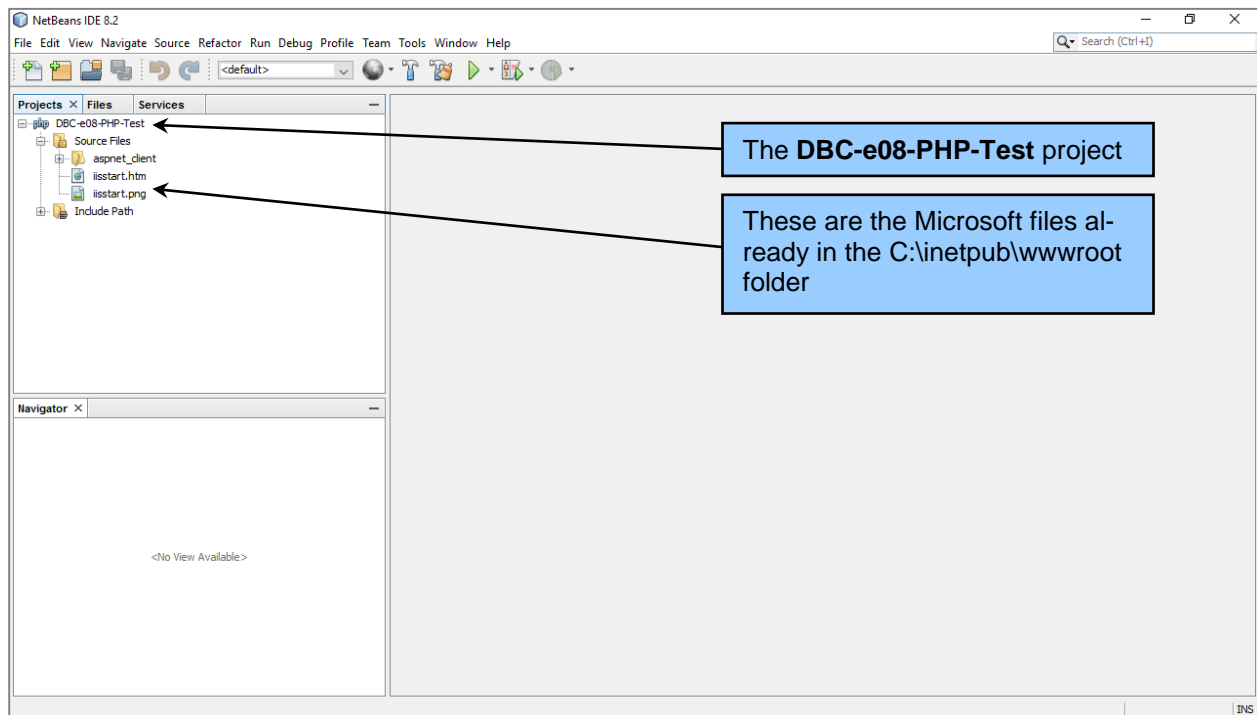 NetBeans IDE 8.2
File Edit View Navigate Source Refactor Run Debug Profile Team Tools Window Help
Search (Ctrl+I)
<default>
Projects Files Services
DBC-e08-PHP-Test
Source Files
aspnet_client
iisstart.htm
iisstart.png
Include Path
The DBC-e08-PHP-Test project
These are the Microsoft files al-
ready in the C:\inetpub\wwwroot
folder
Navigator
<No View Available>
INS